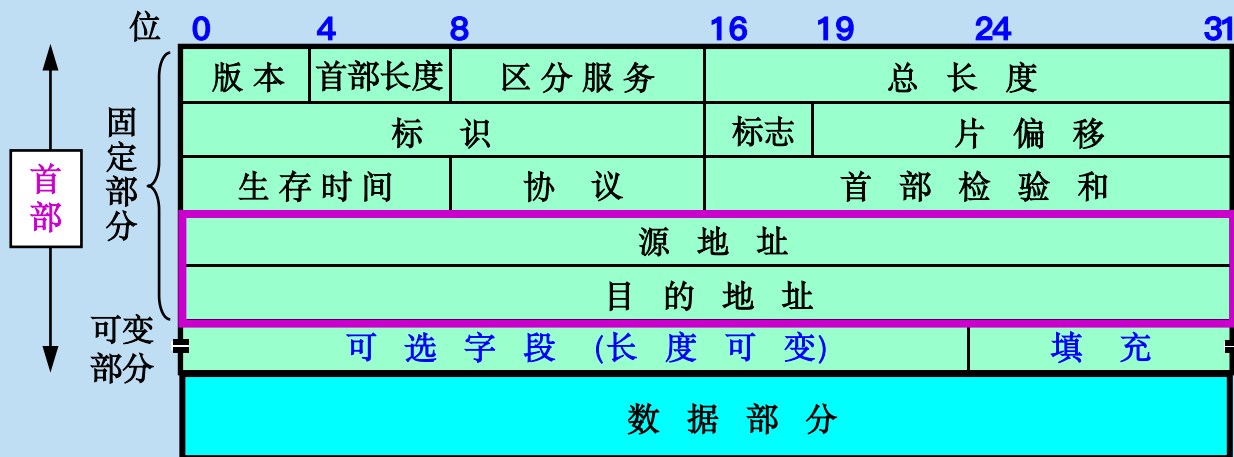 位 0 4 8 16 19 24 31
版本 首部长度 区分服务 总长度
标识 标志 片偏移
生存时间 协议 首部检验和
源地址
目的地址
可选字段(长度可变) 填充
数据部分
首部
固定部分
可变
部分